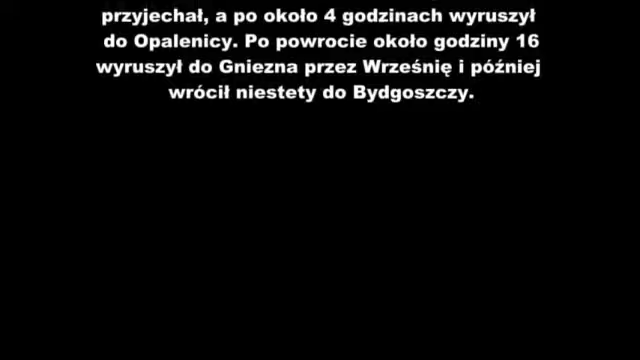 przyjechał, a po około 4 godzinach wyruszył
do Opalenicy. Po powrocie około godziny 16
wyruszył do Gniezna przez Wrześnię i później
wrócił niestety do Bydgoszczy.